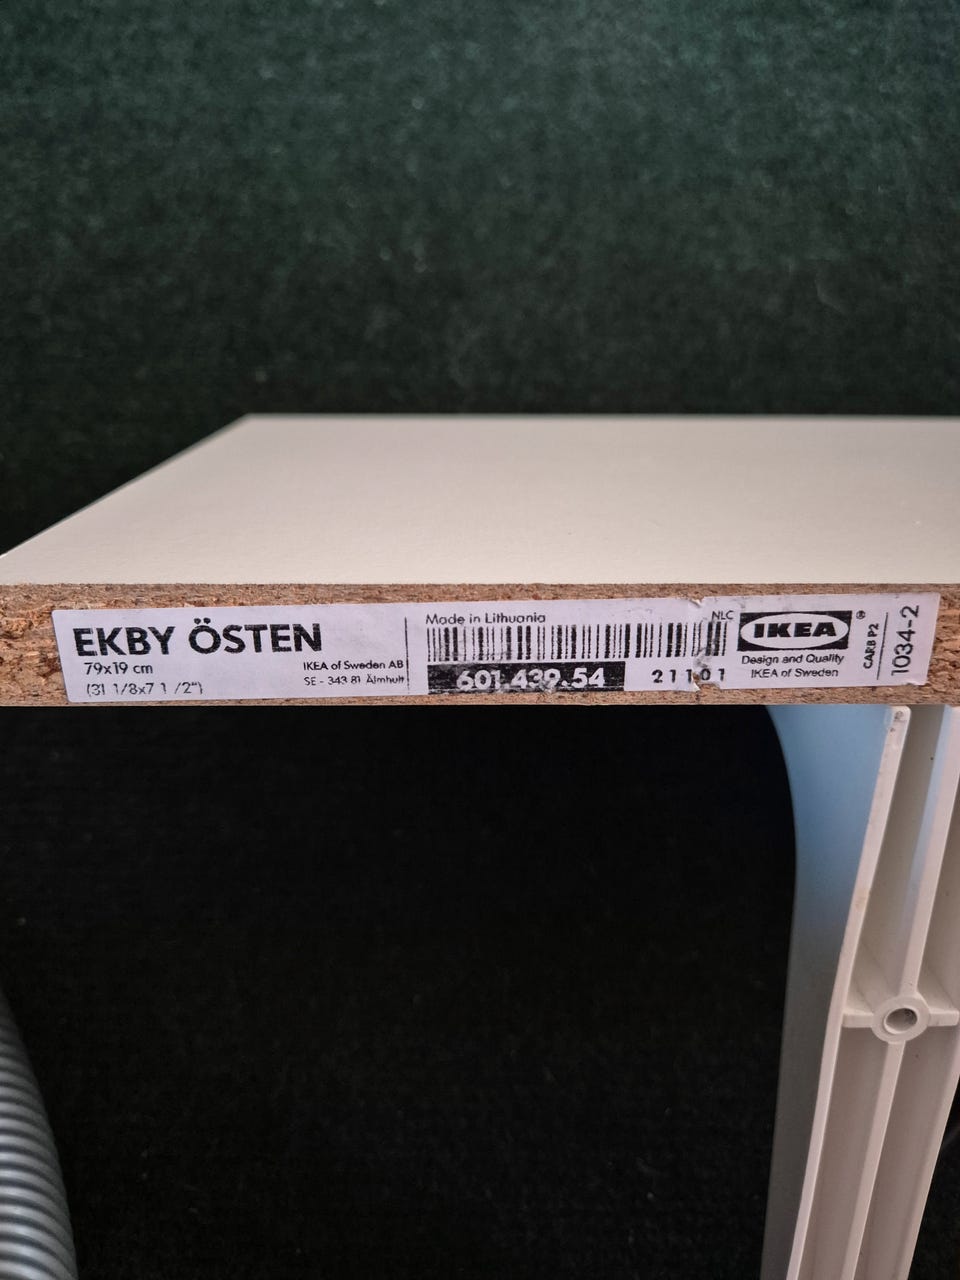 EKBY ÖSTEN
79x19 cm
(31 1/8x7 1/2")
IKEA of Sweden AB
SE - 343 81 Älmhult
Made in Lithuania
NLC
601.439.54
21101
IKEA®
Design and Quality
IKEA of Sweden
CARB P2
1034-2